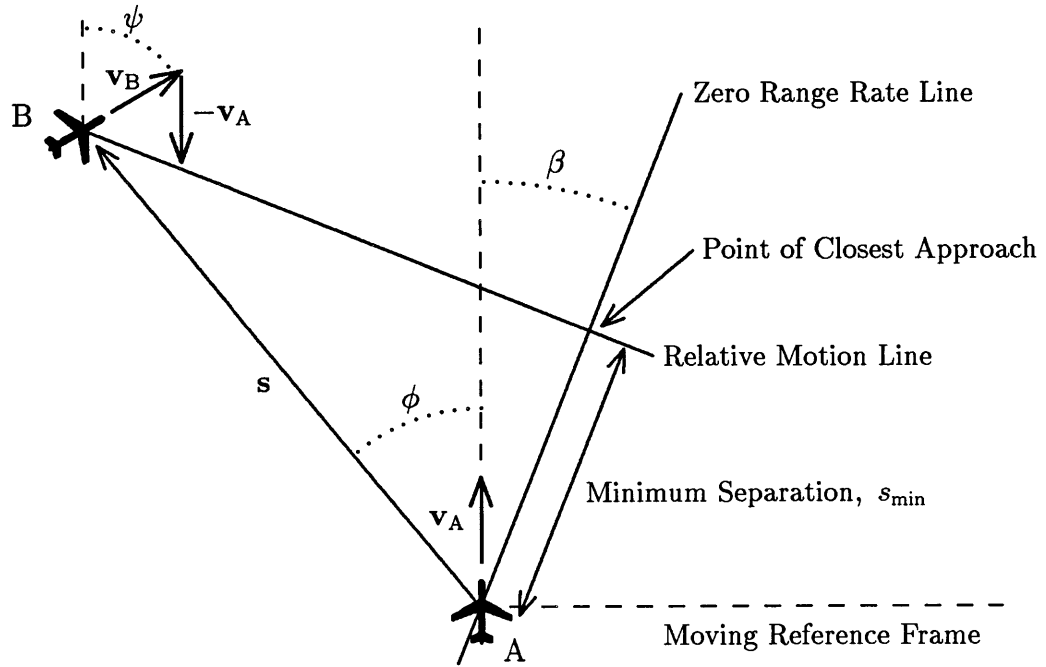 ψ
v_B
B
−v_A
Zero Range Rate Line
β
Point of Closest Approach
Relative Motion Line
s
ϕ
Minimum Separation, s_min
v_A
A
Moving Reference Frame